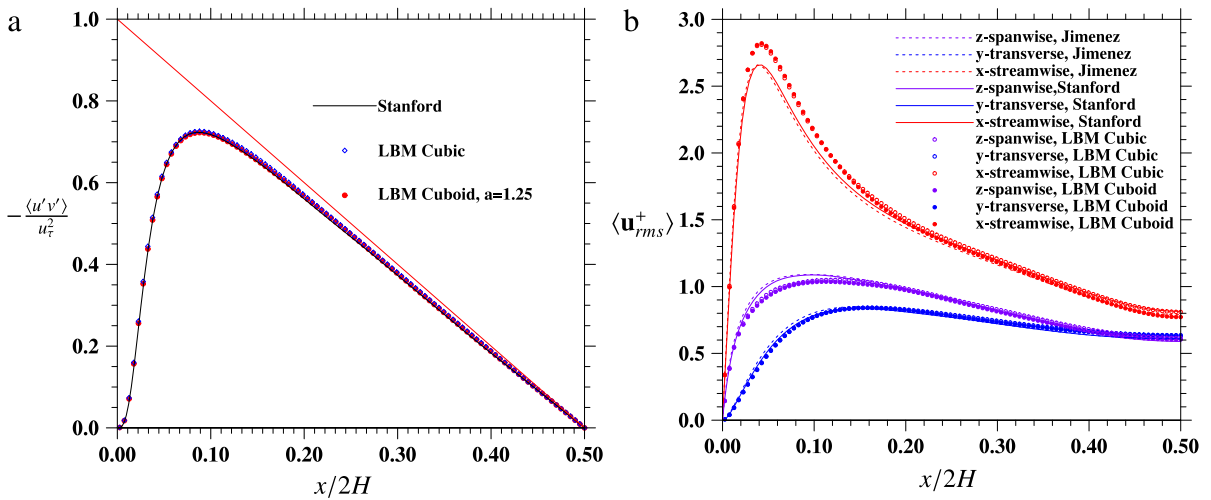 a
1.0
0.8
0.6
0.4
0.2
0.0
− ⟨u′v′⟩ / u_τ^2
Stanford
LBM Cubic
LBM Cuboid, a=1.25
0.00 0.10 0.20 0.30 0.40 0.50
x/2H
b
3.0
2.5
2.0
1.5
1.0
0.5
0.0
⟨u_{rms}^+⟩
z-spanwise, Jimenez
y-transverse, Jimenez
x-streamwise, Jimenez
z-spanwise,Stanford
y-transverse, Stanford
x-streamwise, Stanford
z-spanwise, LBM Cubic
y-transverse, LBM Cubic
x-streamwise, LBM Cubic
z-spanwise, LBM Cuboid
y-transverse, LBM Cuboid
x-streamwise, LBM Cuboid
0.00 0.10 0.20 0.30 0.40 0.50
x/2H